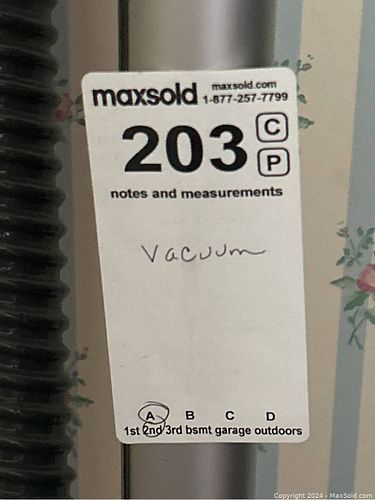 maxsold maxsold.com
1-877-257-7799
203 C
P
notes and measurements
Vacuum
A B C D
1st 2nd/3rd bsmt garage outdoors
Copyright 2024 - MaxSold.com